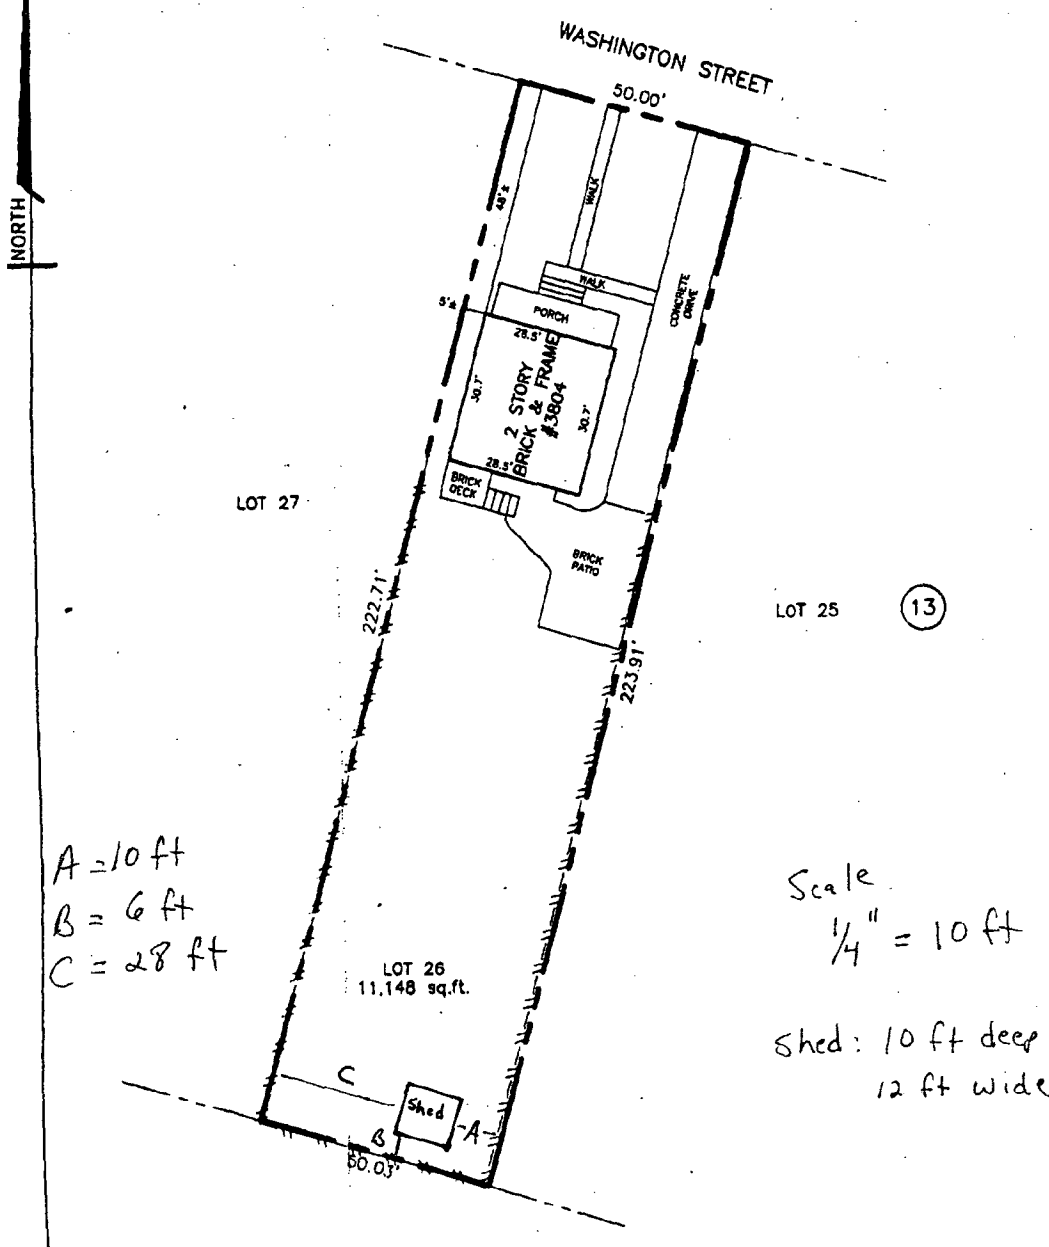 WASHINGTON STREET
50.00'
NORTH
48'±
WALK
WALK
CONCRETE
DRIVE
5'±
PORCH
28.5'
30.7'
2 STORY
BRICK & FRAME
#3804
30.7'
28.5'
BRICK
DECK
LOT 27
BRICK
PATIO
222.71'
LOT 25
13
223.91'
A = 10 ft
B = 6 ft
C = 28 ft
Scale
1/4" = 10 ft
LOT 26
11,148 sq.ft.
Shed: 10 ft deep
12 ft wide
C
Shed
A
B
50.03'